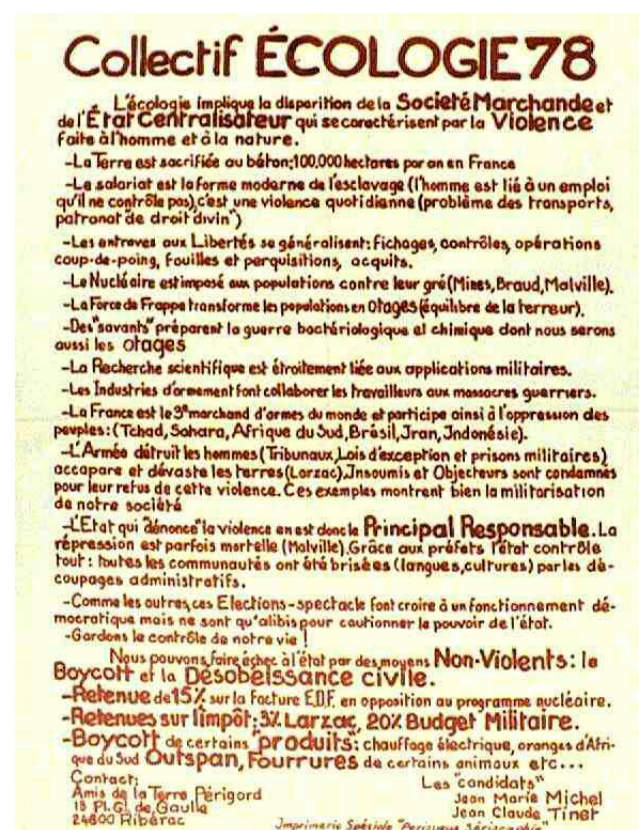 Collectif ÉCOLOGIE 78
L'écologie implique la disparition de la Societé Marchande et
de l'État Centralisateur qui se caractérisent par la Violence
faite à l'homme et à la nature.
-La Terre est sacrifiée au béton: 100,000 hectares par an en France
-Le salariat est la forme moderne de l'esclavage (l'homme est lié à un emploi
qu'il ne contrôle pas), c'est une violence quotidienne (problème des transports,
patronat de droit divin")
-Les entraves aux Libertés se généralisent: fichages, contrôles, opérations
coup-de-poing, fouilles et perquisitions, acquits.
-Le Nucléaire est imposé aux populations contre leur gré (Mines, Braud, Malville).
-La Force de Frappe transforme les populations en Otages (équilibre de la terreur).
-Des "savants" préparent la guerre bactériologique et chimique dont nous serons
aussi les otages
-La Recherche scientifique est étroitement liée aux applications militaires.
-Les Industries d'armement font collaborer les travailleurs aux massacres guerriers.
-La France est le 3e marchand d'armes du monde et participe ainsi à l'oppression des
peuples: (Tchad, Sahara, Afrique du Sud, Brésil, Iran, Indonésie).
-L'Armée détruit les hommes (Tribunaux, Lois d'exception et prisons militaires)
accapare et dévaste les terres (Larzac). Insoumis et Objecteurs sont condamnés
pour leur refus de cette violence. Ces exemples montrent bien la militarisation
de notre société
-L'Etat qui "dénonce" la violence en est donc le Principal Responsable. La
répression est parfois mortelle (Malville). Grâce aux préfets l'état contrôle
tout: toutes les communautés ont été brisées (langues, cultures) par les dé-
coupages administratifs.
-Comme les autres, ces Elections-spectacle font croire à un fonctionnement dé-
mocratique mais ne sont qu'alibis pour cautionner le pouvoir de l'état.
-Gardons le contrôle de notre vie !
Nous pouvons faire échec à l'état par des moyens Non-Violents: le
Boycott et la Désobeissance civile.
-Retenue de 15% sur la facture E.D.F. en opposition au programme nucléaire.
-Retenues sur l'impôt: 3% Larzac, 20% Budget Militaire.
-Boycott de certains "produits": chauffage électrique, oranges d'Afri-
que du Sud Outspan, Fourrures de certains animaux etc...
Contact:
Amis de la Terre Périgord
18 Pl. Gl. de Gaulle
24600 Ribérac
Les "candidats"
Jean Marie Michel
Jean Claude Tinet
Imprimerie Spéciale "Perigueux Sérigraphie"